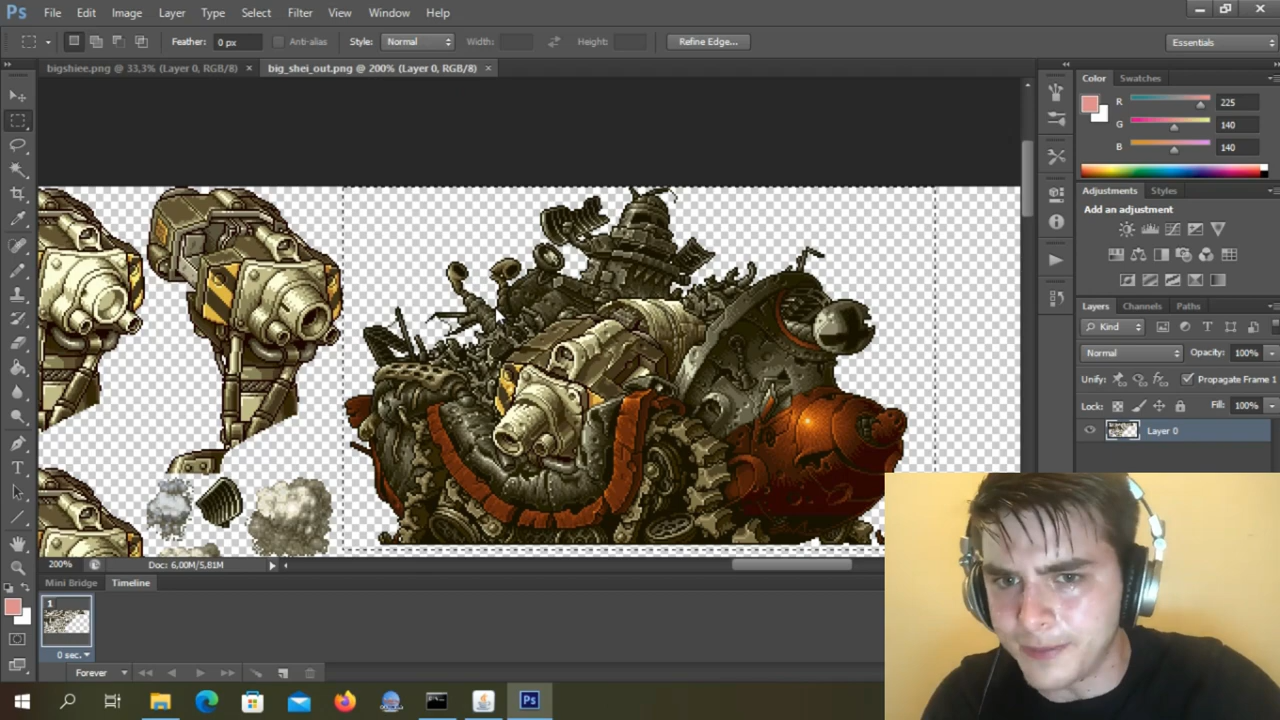 Ps File Edit Image Layer Type Select Filter View Window Help
Feather: 0 px Anti-alias Style: Normal Width: Height: Refine Edge... Essentials
bigshiee.png @ 33,3% (Layer 0, RGB/8) × big_shei_out.png @ 200% (Layer 0, RGB/8) ×
Color Swatches
R 225
G 140
B 140
Adjustments Styles
Add an adjustment
Layers Channels Paths
Kind
Normal Opacity: 100%
Unify: Propagate Frame 1
Lock: Fill: 100%
Layer 0
200% Doc: 6,00M/5,81M
Mini Bridge Timeline
1
0 sec.
Forever
Ps